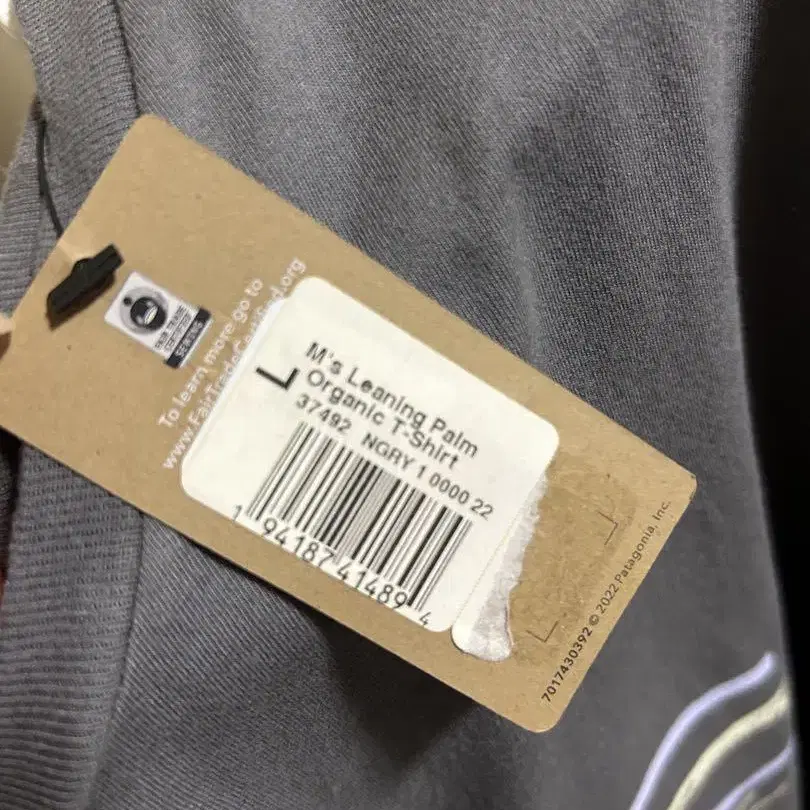 To learn more go to
www.FairTradeCertified.org
L
M's Leaning Palm
Organic T-Shirt
37492 NGRY 1 0000 22
1 94187 41489 4
7017430392 © 2022 Patagonia, Inc.